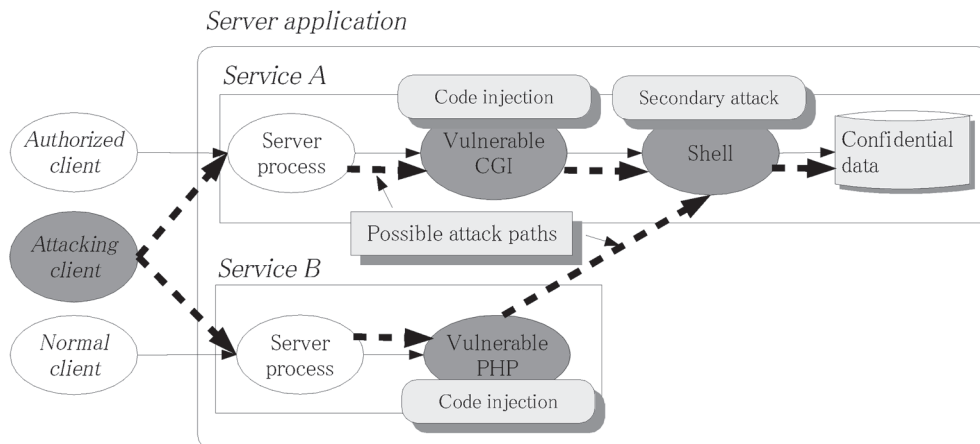 Server application
Service A
Code injection
Secondary attack
Authorized
client
Server
process
Vulnerable
CGI
Shell
Confidential
data
Attacking
client
Possible attack paths
Service B
Normal
client
Server
process
Vulnerable
PHP
Code injection